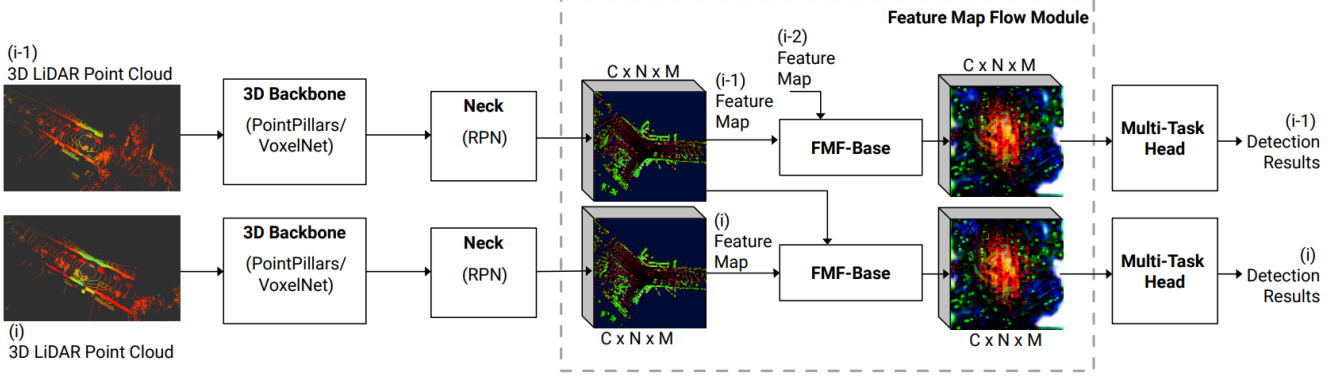 Feature Map Flow Module
(i-1)
3D LiDAR Point Cloud
3D Backbone
(PointPillars/
VoxelNet)
Neck
(RPN)
C x N x M
(i-1)
Feature
Map
(i-2)
Feature
Map
FMF-Base
C x N x M
Multi-Task
Head
(i-1)
Detection
Results
3D Backbone
(PointPillars/
VoxelNet)
Neck
(RPN)
(i)
Feature
Map
FMF-Base
Multi-Task
Head
(i)
Detection
Results
(i)
3D LiDAR Point Cloud
C x N x M
C x N x M